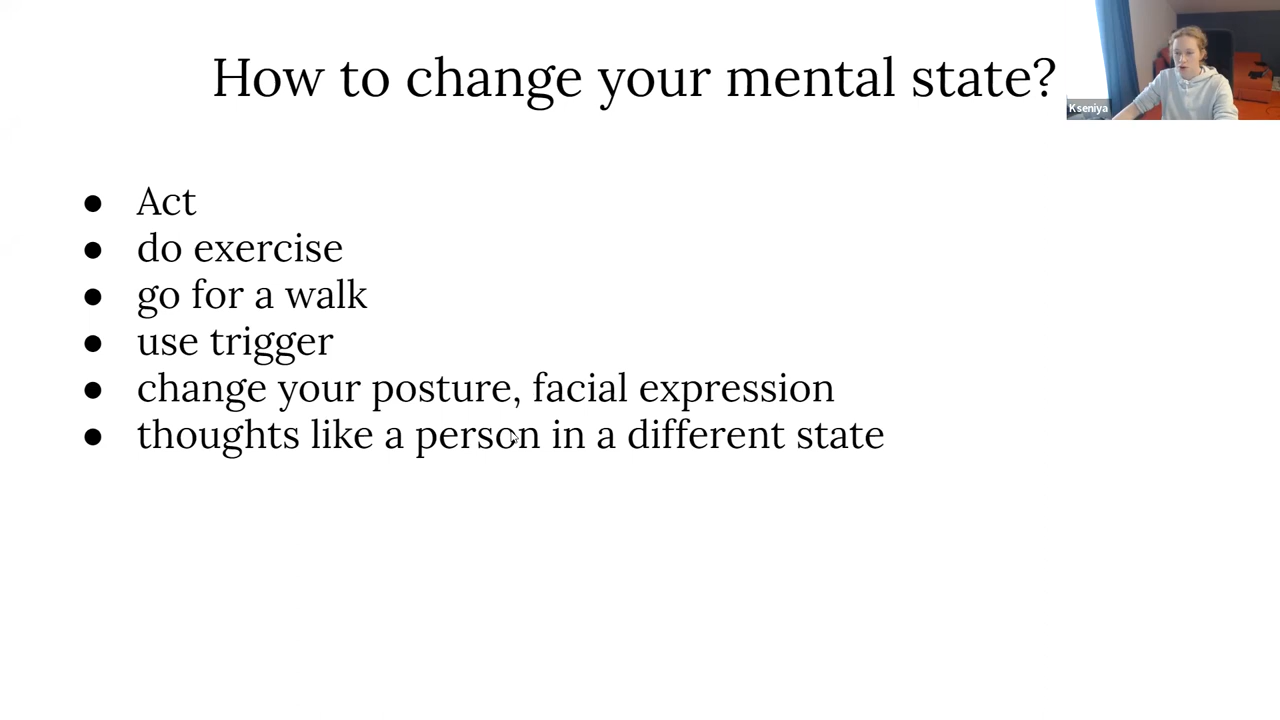 How to change your mental state?
Kseniya
● Act
● do exercise
● go for a walk
● use trigger
● change your posture, facial expression
● thoughts like a person in a different state